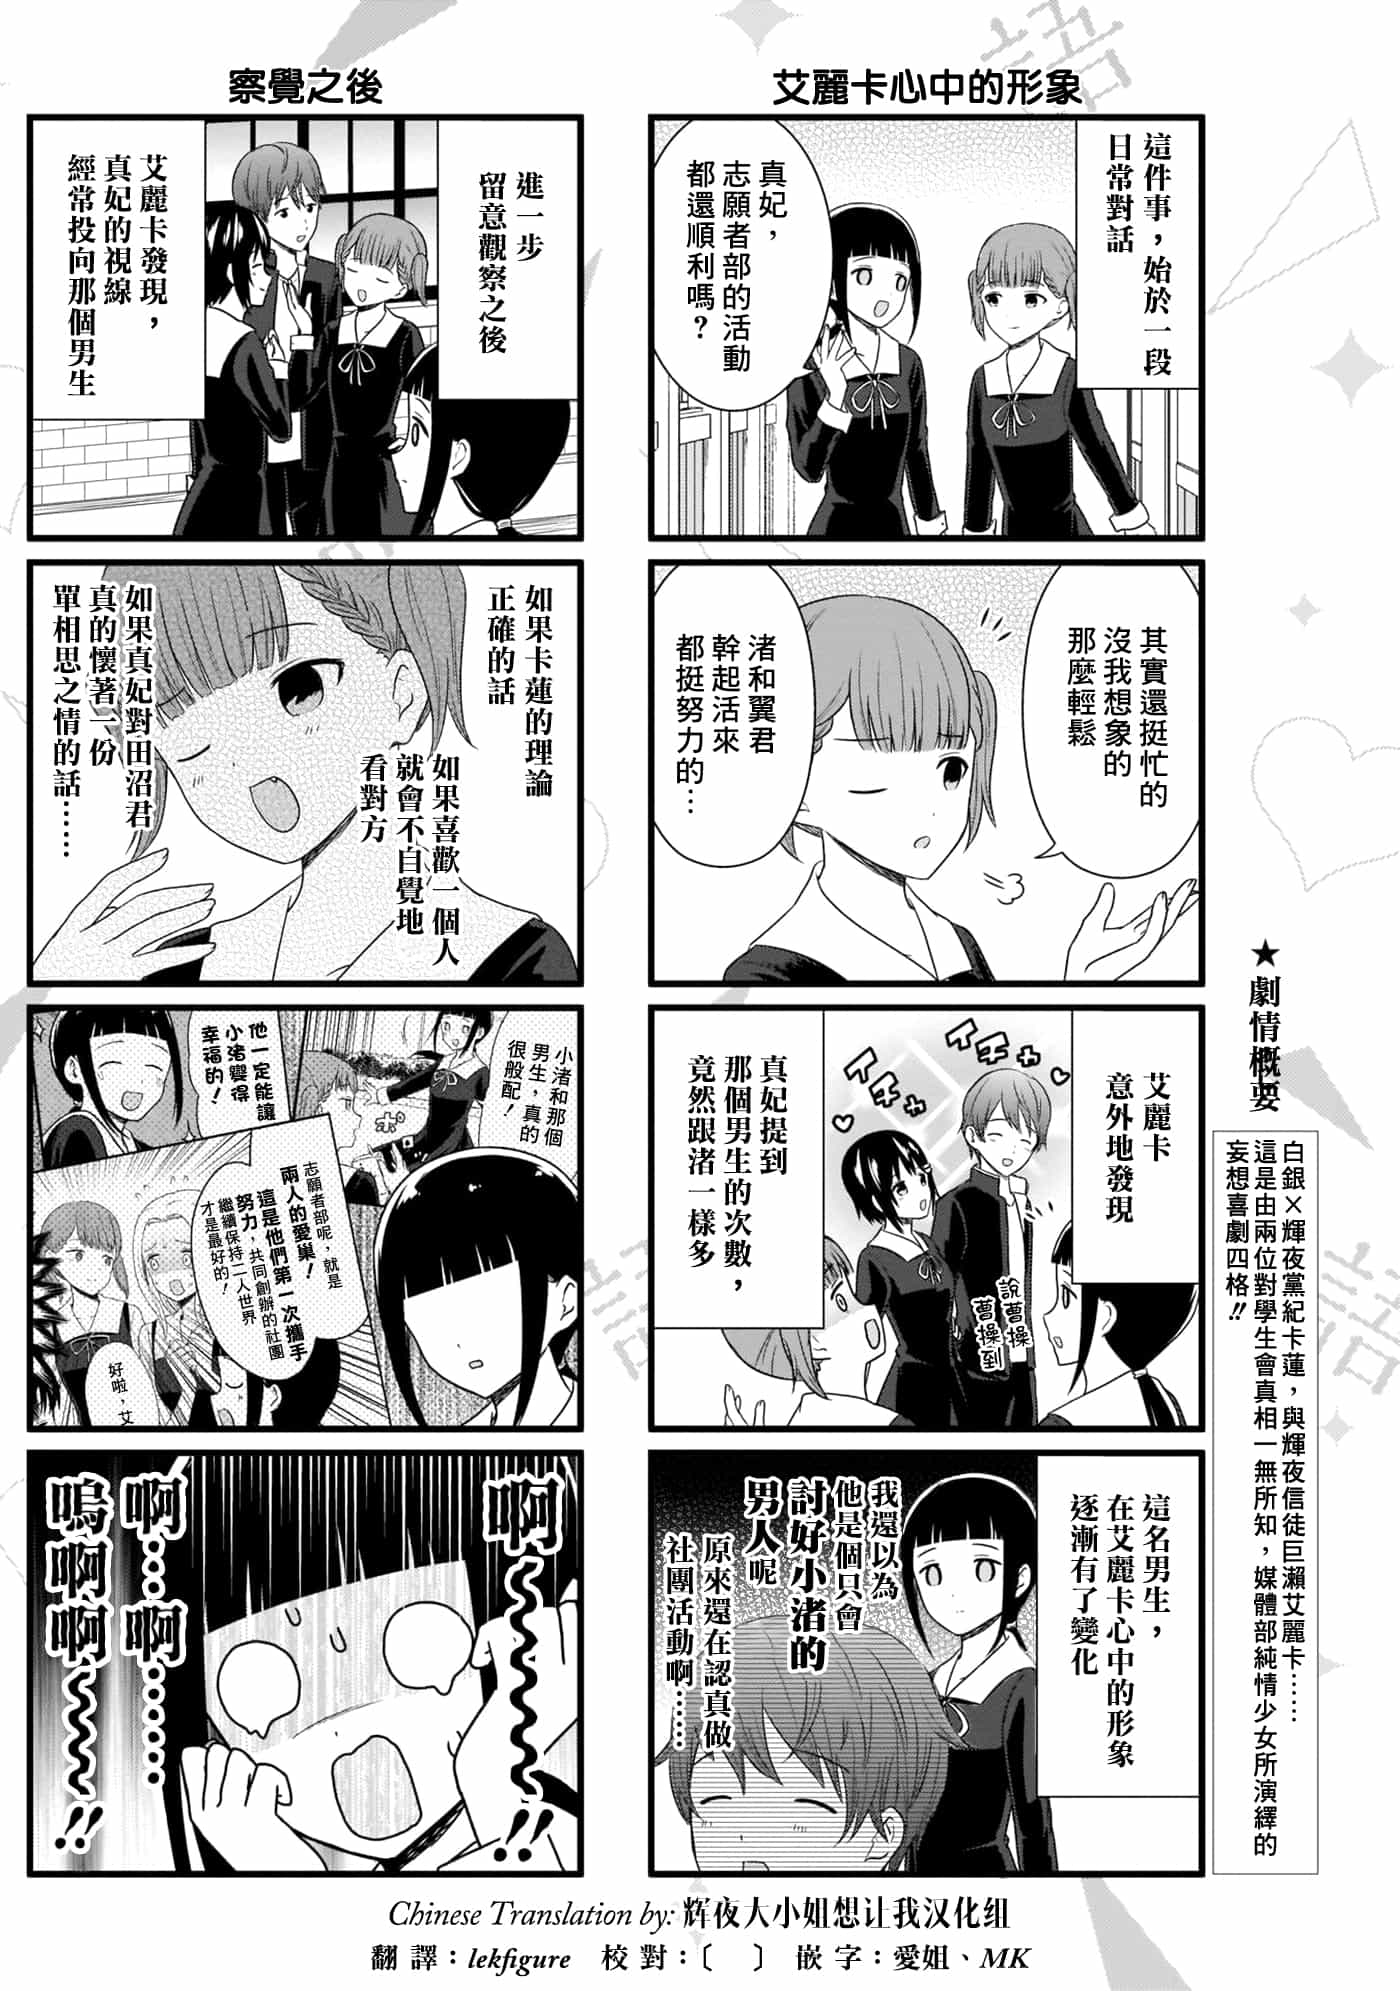 艾麗卡心中的形象
這件事，始於一段
日常對話
真妃，
志願者部的活動
都還順利嗎？
其實還挺忙的
沒我想象的
那麼輕鬆
渚和翼君
幹起活來
都挺努力的…
艾麗卡
意外地發現
イチャ
イチャ
イチャ
說曹操
曹操到
真妃提到
那個男生的次數，
竟然跟渚一樣多
這名男生，
在艾麗卡心中的形象
逐漸有了變化
我還以為
他是個只會
討好小渚的
男人呢
原來還在認真做
社團活動啊……
★劇情概要
白銀×輝夜黨紀卡蓮，與輝夜信徒巨瀨艾麗卡……
這是由兩位對學生會真相一無所知，媒體部純情少女所演繹的
妄想喜劇四格!!
察覺之後
進一步
留意觀察之後
艾麗卡發現，
真妃的視線
經常投向那個男生
如果卡蓮的理論
正確的話
如果喜歡一個人
就會不自覺地
看對方
如果真妃對田沼君
真的懷著一份
單相思之情的話……
小渚和那個
男生，真的
很般配！
他一定能讓
小渚變得
幸福的！
志願者部呢，就是
兩人的愛巢！
這是他們第一次攜手
努力，共同創辦的社團
繼續保持二人世界
才是最好的！
好啦，艾
啊〜〜〜!!
啊…啊……
嗚啊啊〜〜!!
Chinese Translation by: 辉夜大小姐想让我汉化组
翻譯：lekfigure 校對：〔 〕 嵌字：愛姐、MK